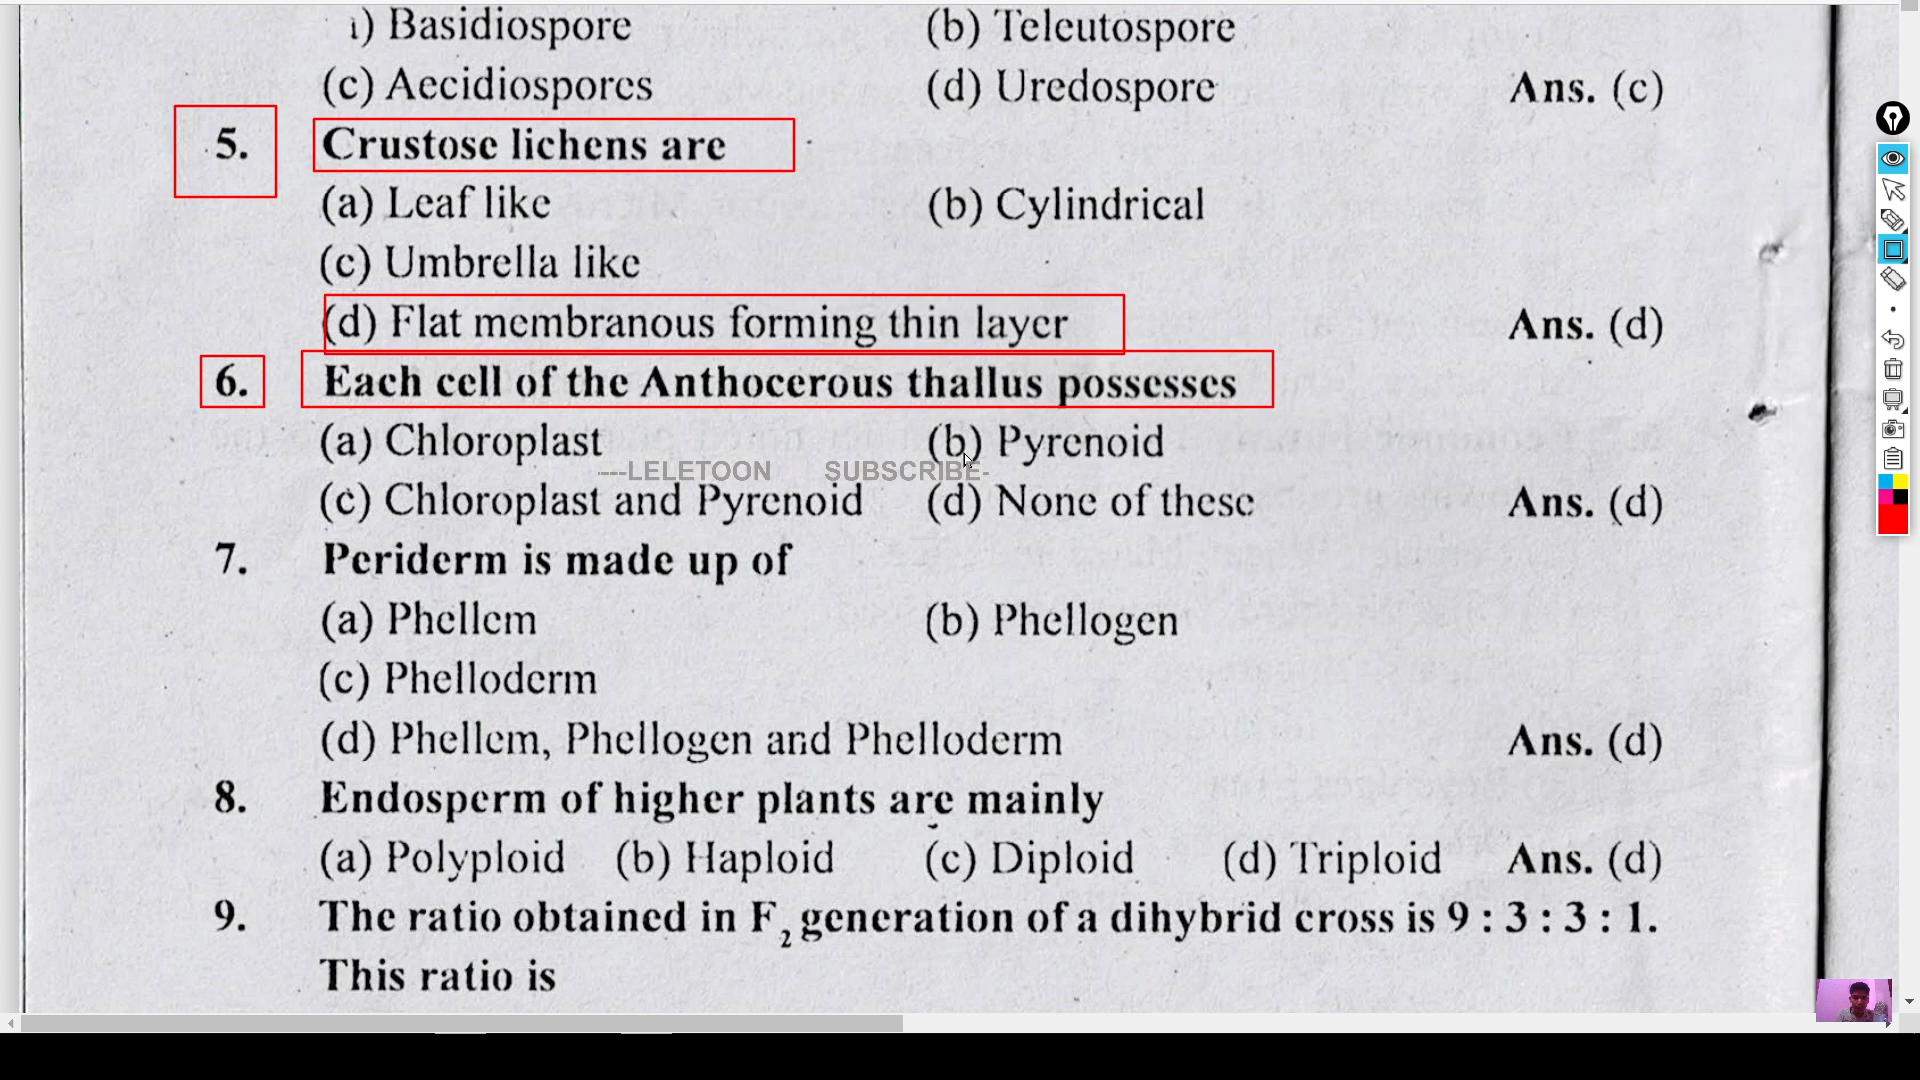 ı) Basidiospore (b) Teleutospore
(c) Aecidiospores (d) Uredospore Ans. (c)
5. Crustose lichens are
(a) Leaf like (b) Cylindrical
(c) Umbrella like
(d) Flat membranous forming thin layer Ans. (d)
6. Each cell of the Anthocerous thallus possesses
(a) Chloroplast (b) Pyrenoid
---LELETOON SUBSCRIBE-
(c) Chloroplast and Pyrenoid (d) None of these Ans. (d)
7. Periderm is made up of
(a) Phellem (b) Phellogen
(c) Phelloderm
(d) Phellem, Phellogen and Phelloderm Ans. (d)
8. Endosperm of higher plants are mainly
(a) Polyploid (b) Haploid (c) Diploid (d) Triploid Ans. (d)
9. The ratio obtained in F2 generation of a dihybrid cross is 9 : 3 : 3 : 1.
This ratio is